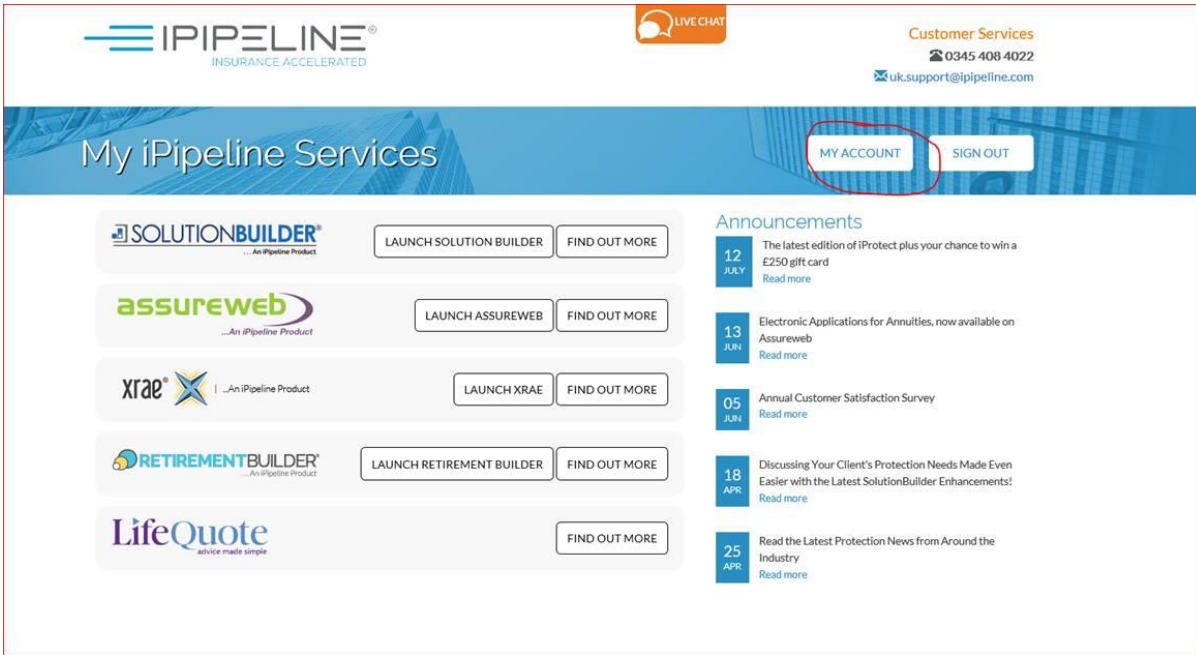 IPIPELINE®
INSURANCE ACCELERATED
LIVE CHAT
Customer Services
0345 408 4022
uk.support@ipipeline.com
My iPipeline Services
MY ACCOUNT
SIGN OUT
SOLUTIONBUILDER®
... An iPipeline Product
LAUNCH SOLUTION BUILDER
FIND OUT MORE
assureweb
...An iPipeline Product
LAUNCH ASSUREWEB
FIND OUT MORE
xrae® | ...An iPipeline Product
LAUNCH XRAE
FIND OUT MORE
RETIREMENTBUILDER®
...An iPipeline Product
LAUNCH RETIREMENT BUILDER
FIND OUT MORE
LifeQuote
advice made simple
FIND OUT MORE
Announcements
12
JULY
The latest edition of iProtect plus your chance to win a
£250 gift card
Read more
13
JUN
Electronic Applications for Annuities, now available on
Assureweb
Read more
05
JUN
Annual Customer Satisfaction Survey
Read more
18
APR
Discussing Your Client's Protection Needs Made Even
Easier with the Latest SolutionBuilder Enhancements!
Read more
25
APR
Read the Latest Protection News from Around the
Industry
Read more